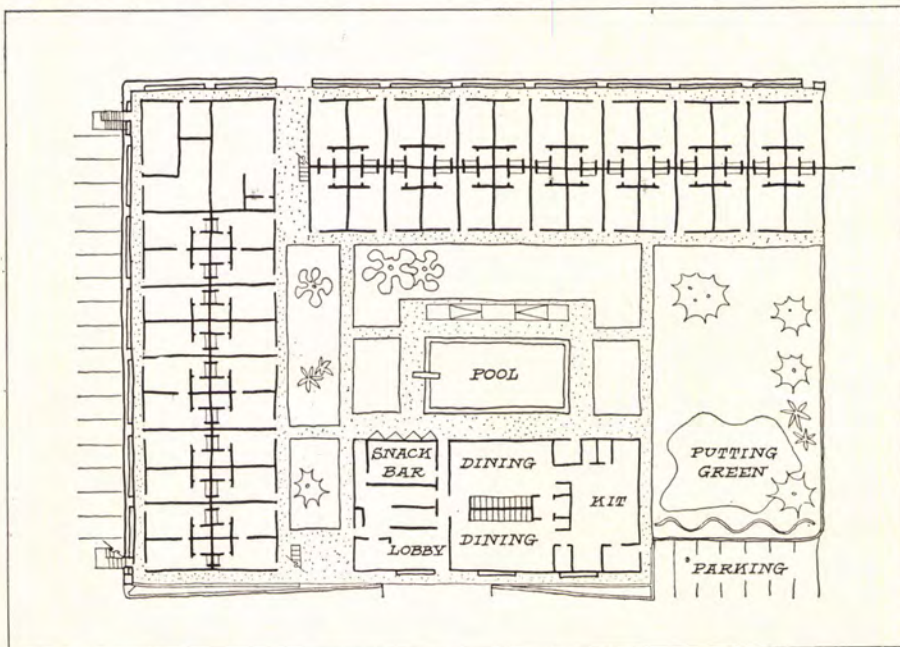 POOL
SNACK
BAR
DINING
KIT
DINING
LOBBY
PUTTING
GREEN
PARKING